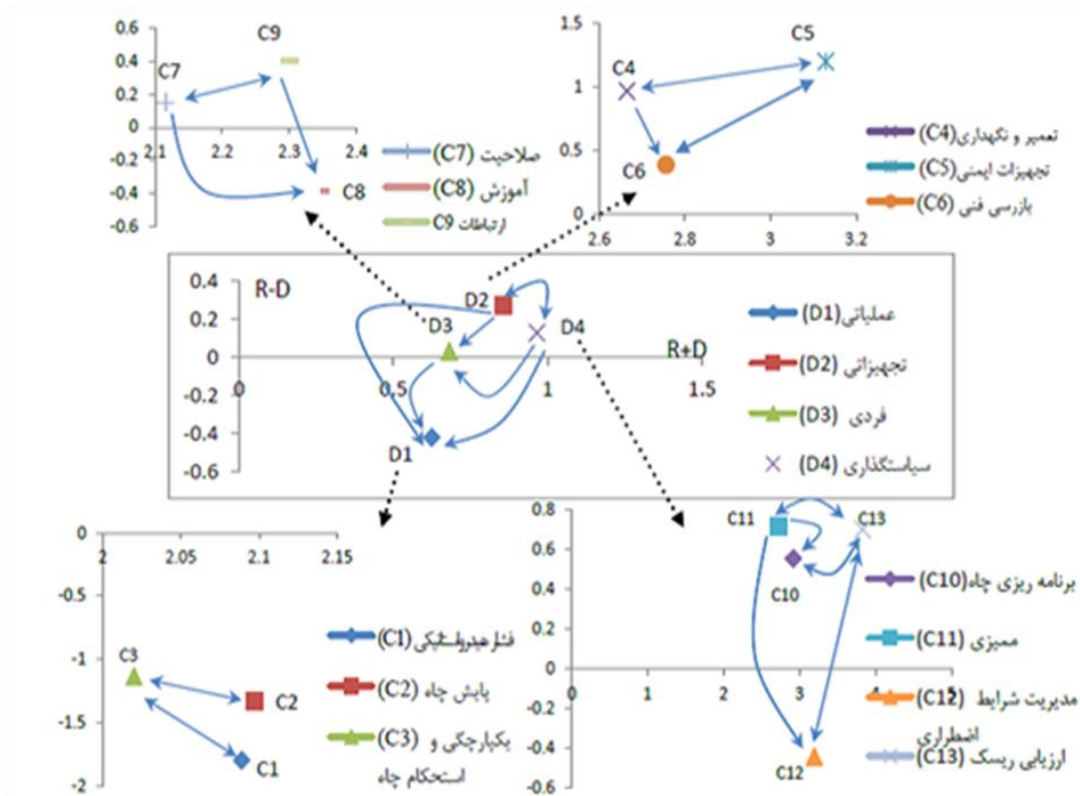 0.6
0.4
0.2
0
-0.2
-0.4
-0.6
2.1
2.2
2.3
2.4
C9
C7
C8
صلاحیت (C7)
آموزش (C8)
ارتباطات C9
1.5
1
0.5
0
2.6
2.8
3
3.2
C5
C4
C6
تعمیر و نگهداری(C4)
تجهیزات ایمنی(C5)
بازرسی فنی (C6)
0.4
0.2
0
-0.2
-0.4
-0.6
R-D
D2
D3
D4
D1
R+D
0
0.5
1
1.5
عملیاتی(D1)
تجهیزاتی (D2)
فردی (D3)
سیاستگذاری (D4)
0
-0.5
-1
-1.5
-2
2
2.05
2.1
2.15
C3
C2
C1
(C1)
پایش چاه (C2)
یکپارچگی و (C3)
استحکام چاه
0.8
0.6
0.4
0.2
0
-0.2
-0.4
-0.6
0
1
2
3
4
5
C11
C13
C10
C12
برنامه ریزی چاه(C10)
ممیزی (C11)
مدیریت شرایط (C12)
اضطراری
ارزیابی ریسک (C13)